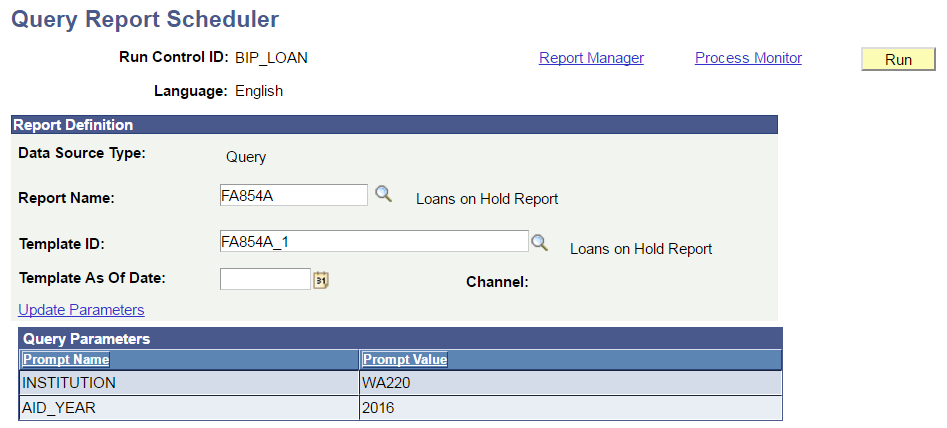 Query Report Scheduler
Run Control ID: BIP_LOAN Report Manager Process Monitor Run
Language: English
Report Definition
Data Source Type: Query
Report Name: FA854A Loans on Hold Report
Template ID: FA854A_1 Loans on Hold Report
Template As Of Date: 31 Channel:
Update Parameters
Query Parameters
Prompt Name Prompt Value
INSTITUTION WA220
AID_YEAR 2016